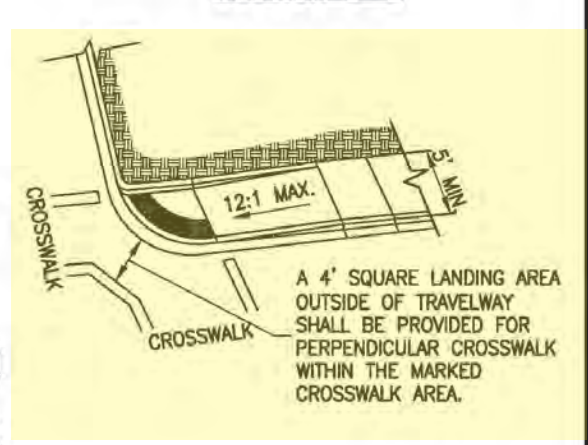 12:1 MAX.
5' MIN
CROSSWALK
CROSSWALK
A 4' SQUARE LANDING AREA
OUTSIDE OF TRAVELWAY
SHALL BE PROVIDED FOR
PERPENDICULAR CROSSWALK
WITHIN THE MARKED
CROSSWALK AREA.